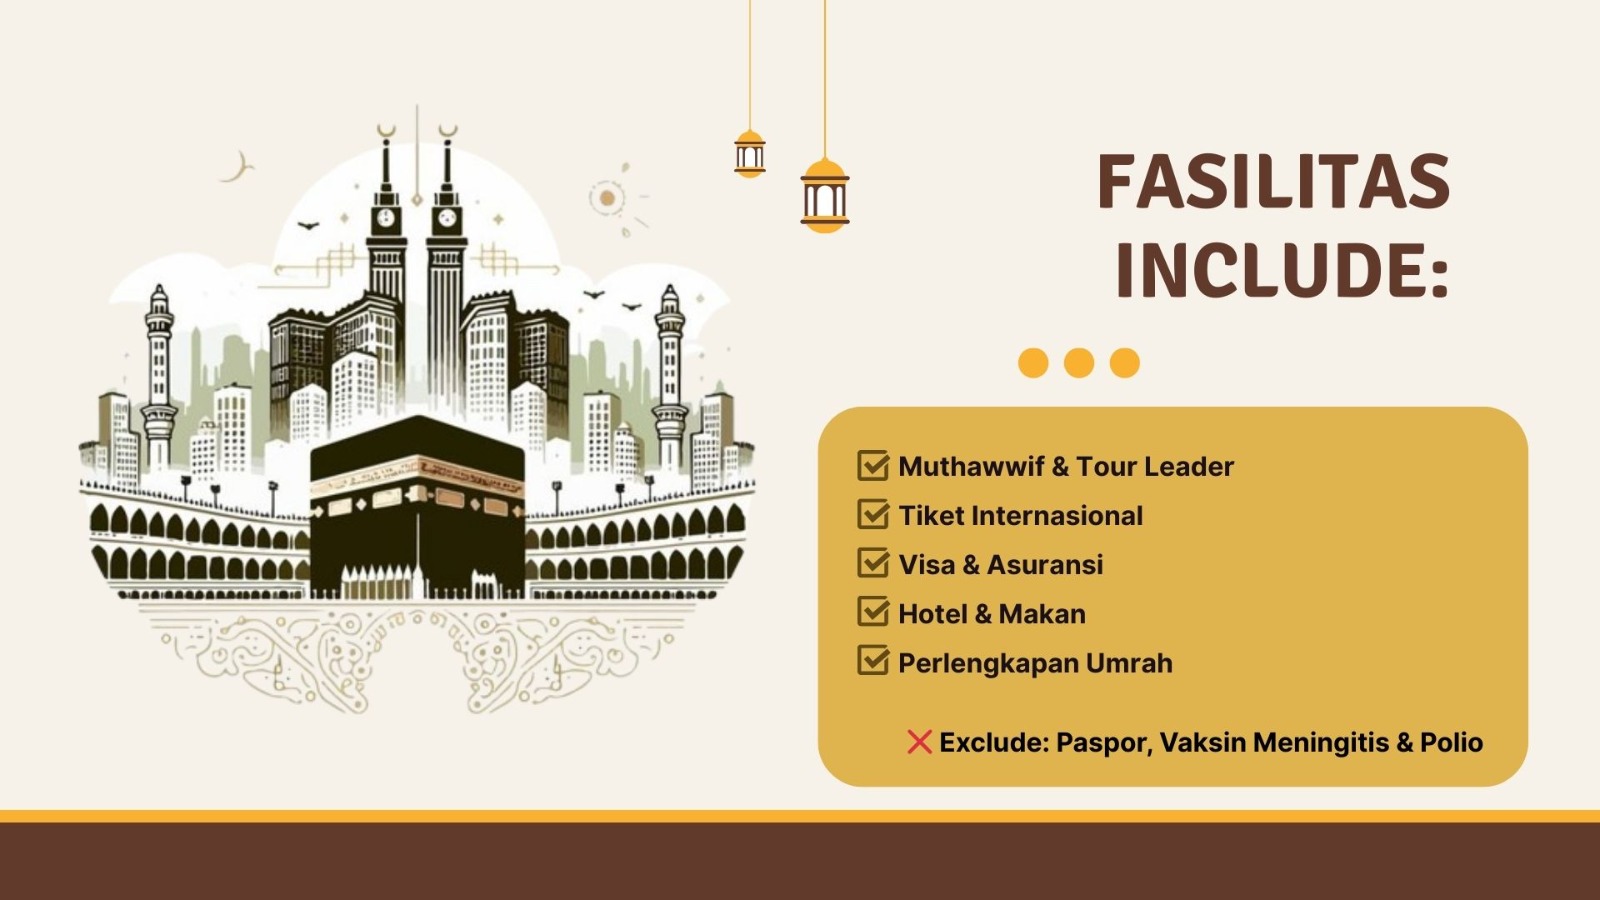 FASILITAS
INCLUDE:
Muthawwif & Tour Leader
Tiket Internasional
Visa & Asuransi
Hotel & Makan
Perlengkapan Umrah
Exclude: Paspor, Vaksin Meningitis & Polio